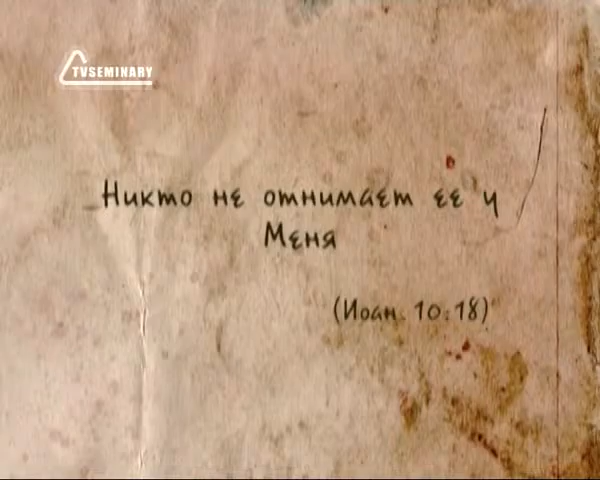 TVSEMINARY
Никто не отнимает ее у
Меня
(Иоан. 10:18)